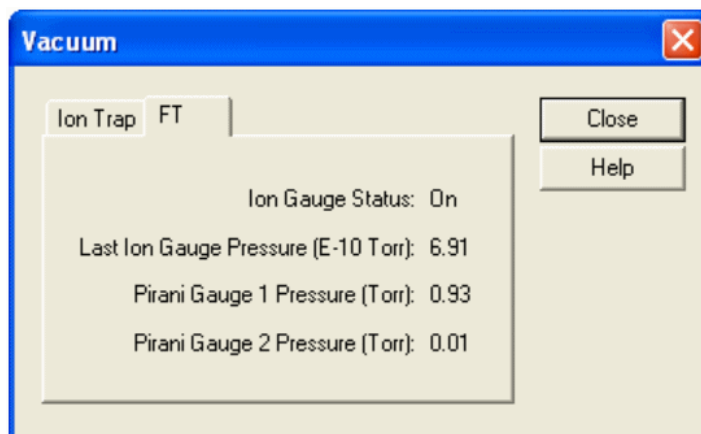 Vacuum
Ion Trap FT
Close
Help
Ion Gauge Status: On
Last Ion Gauge Pressure (E-10 Torr): 6.91
Pirani Gauge 1 Pressure (Torr): 0.93
Pirani Gauge 2 Pressure (Torr): 0.01